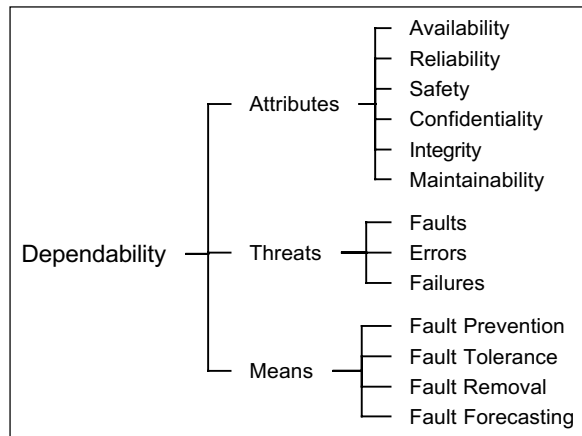 Availability
Reliability
Attributes
Safety
Confidentiality
Integrity
Maintainability
Dependability
Threats
Faults
Errors
Failures
Means
Fault Prevention
Fault Tolerance
Fault Removal
Fault Forecasting